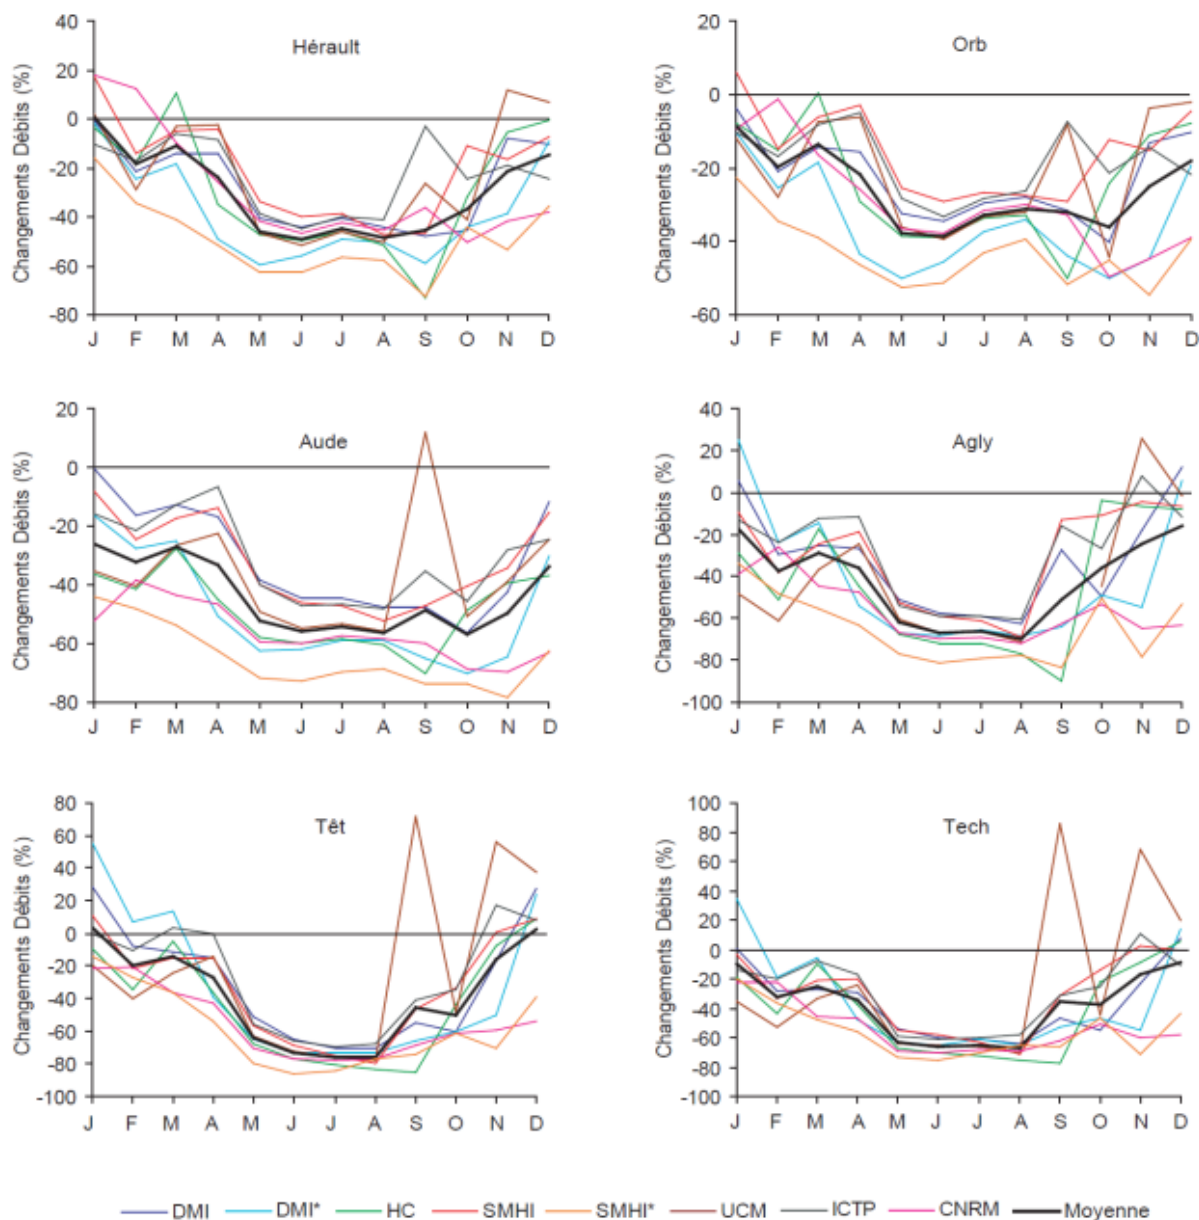 Hérault
Changements Débits (%)
40
20
0
-20
-40
-60
-80
J F M A M J J A S O N D
Orb
Changements Débits (%)
20
0
-20
-40
-60
J F M A M J J A S O N D
Aude
Changements Débits (%)
20
0
-20
-40
-60
-80
J F M A M J J A S O N D
Agly
Changements Débits (%)
40
20
0
-20
-40
-60
-80
-100
J F M A M J J A S O N D
Têt
Changements Débits (%)
80
60
40
20
0
-20
-40
-60
-80
-100
J F M A M J J A S O N D
Tech
Changements Débits (%)
100
80
60
40
20
0
-20
-40
-60
-80
-100
J F M A M J J A S O N D
DMI DMI* HC SMHI SMHI* UCM ICTP CNRM Moyenne